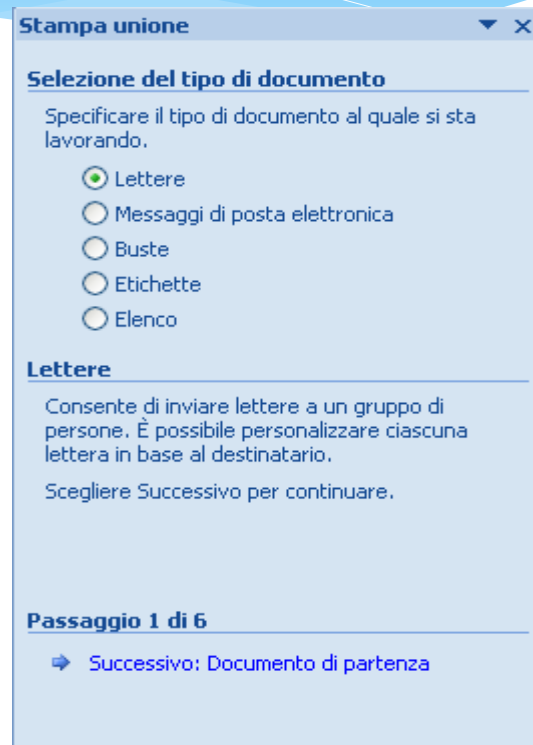 Stampa unione
Selezione del tipo di documento
Specificare il tipo di documento al quale si sta
lavorando.
Lettere
Messaggi di posta elettronica
Buste
Etichette
Elenco
Lettere
Consente di inviare lettere a un gruppo di
persone. È possibile personalizzare ciascuna
lettera in base al destinatario.
Scegliere Successivo per continuare.
Passaggio 1 di 6
Successivo: Documento di partenza